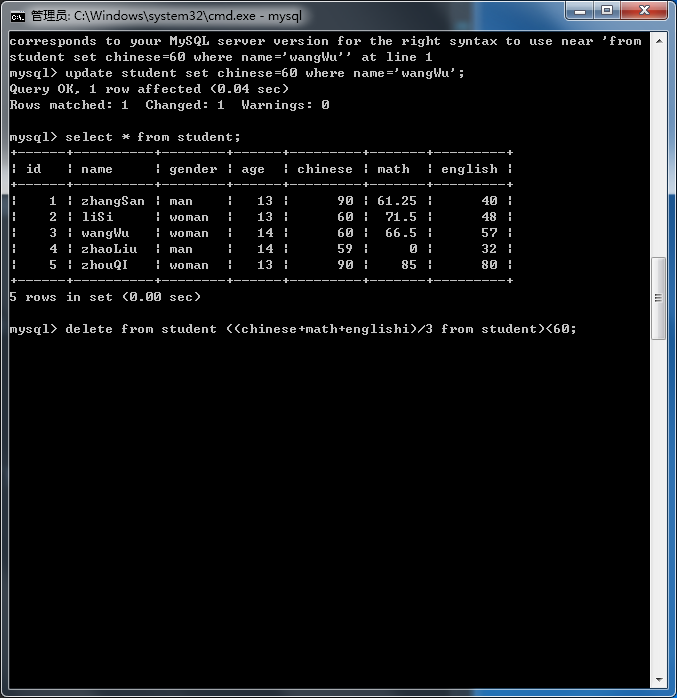 管理员: C:\Windows\system32\cmd.exe - mysql
corresponds to your MySQL server version for the right syntax to use near 'from
student set chinese=60 where name='wangWu'' at line 1
mysql> update student set chinese=60 where name='wangWu';
Query OK, 1 row affected (0.04 sec)
Rows matched: 1  Changed: 1  Warnings: 0
mysql> select * from student;
+------+----------+--------+------+---------+-------+---------+
| id   | name     | gender | age  | chinese | math  | english |
+------+----------+--------+------+---------+-------+---------+
|    1 | zhangSan | man    |   13 |      90 | 61.25 |      40 |
|    2 | liSi     | woman  |   13 |      60 |  71.5 |      48 |
|    3 | wangWu   | woman  |   14 |      60 |  66.5 |      57 |
|    4 | zhaoLiu  | man    |   14 |      59 |     0 |      32 |
|    5 | zhouQI   | woman  |   13 |      90 |    85 |      80 |
+------+----------+--------+------+---------+-------+---------+
5 rows in set (0.00 sec)
mysql> delete from student ((chinese+math+englishi)/3 from student)<60;